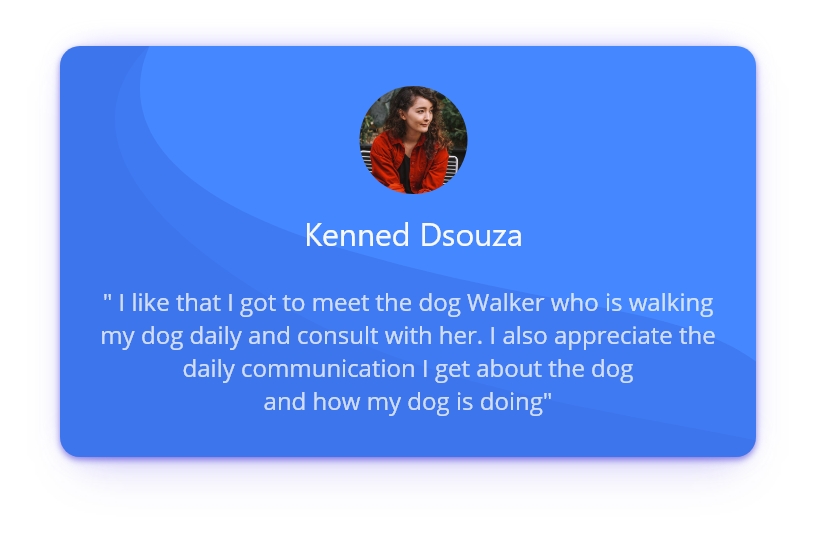 Kenned Dsouza
" I like that I got to meet the dog Walker who is walking
my dog daily and consult with her. I also appreciate the
daily communication I get about the dog
and how my dog is doing"